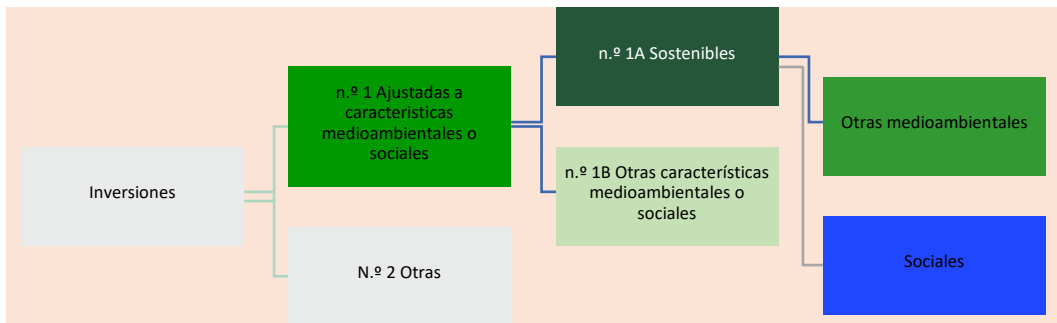 Inversiones
n.º 1 Ajustadas a
caracteristicas
medioambientales o
sociales
N.º 2 Otras
n.º 1A Sostenibles
n.º 1B Otras características
medioambientales o
sociales
Otras medioambientales
Sociales